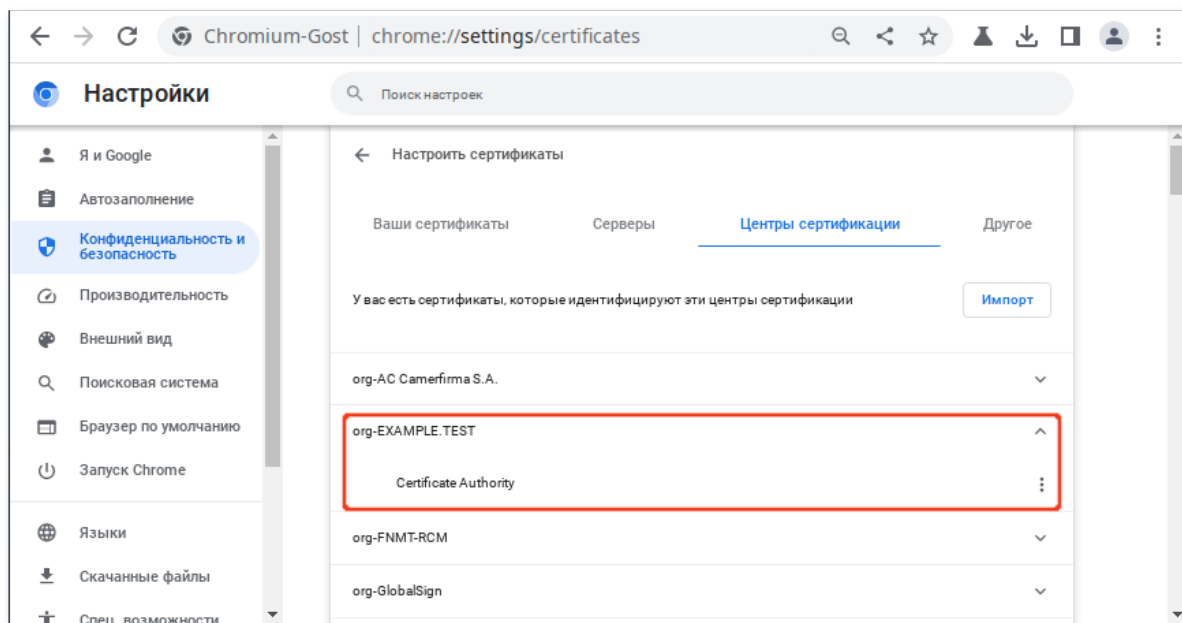 Chromium-Gost | chrome://settings/certificates
Настройки
Поиск настроек
Я и Google
Автозаполнение
Конфиденциальность и
безопасность
Производительность
Внешний вид
Поисковая система
Браузер по умолчанию
Запуск Chrome
Языки
Скачанные файлы
Спец. возможности
Настроить сертификаты
Ваши сертификаты
Серверы
Центры сертификации
Другое
У вас есть сертификаты, которые идентифицируют эти центры сертификации
Импорт
org-AC Camerfirma S.A.
org-EXAMPLE.TEST
Certificate Authority
org-FNMT-RCM
org-GlobalSign